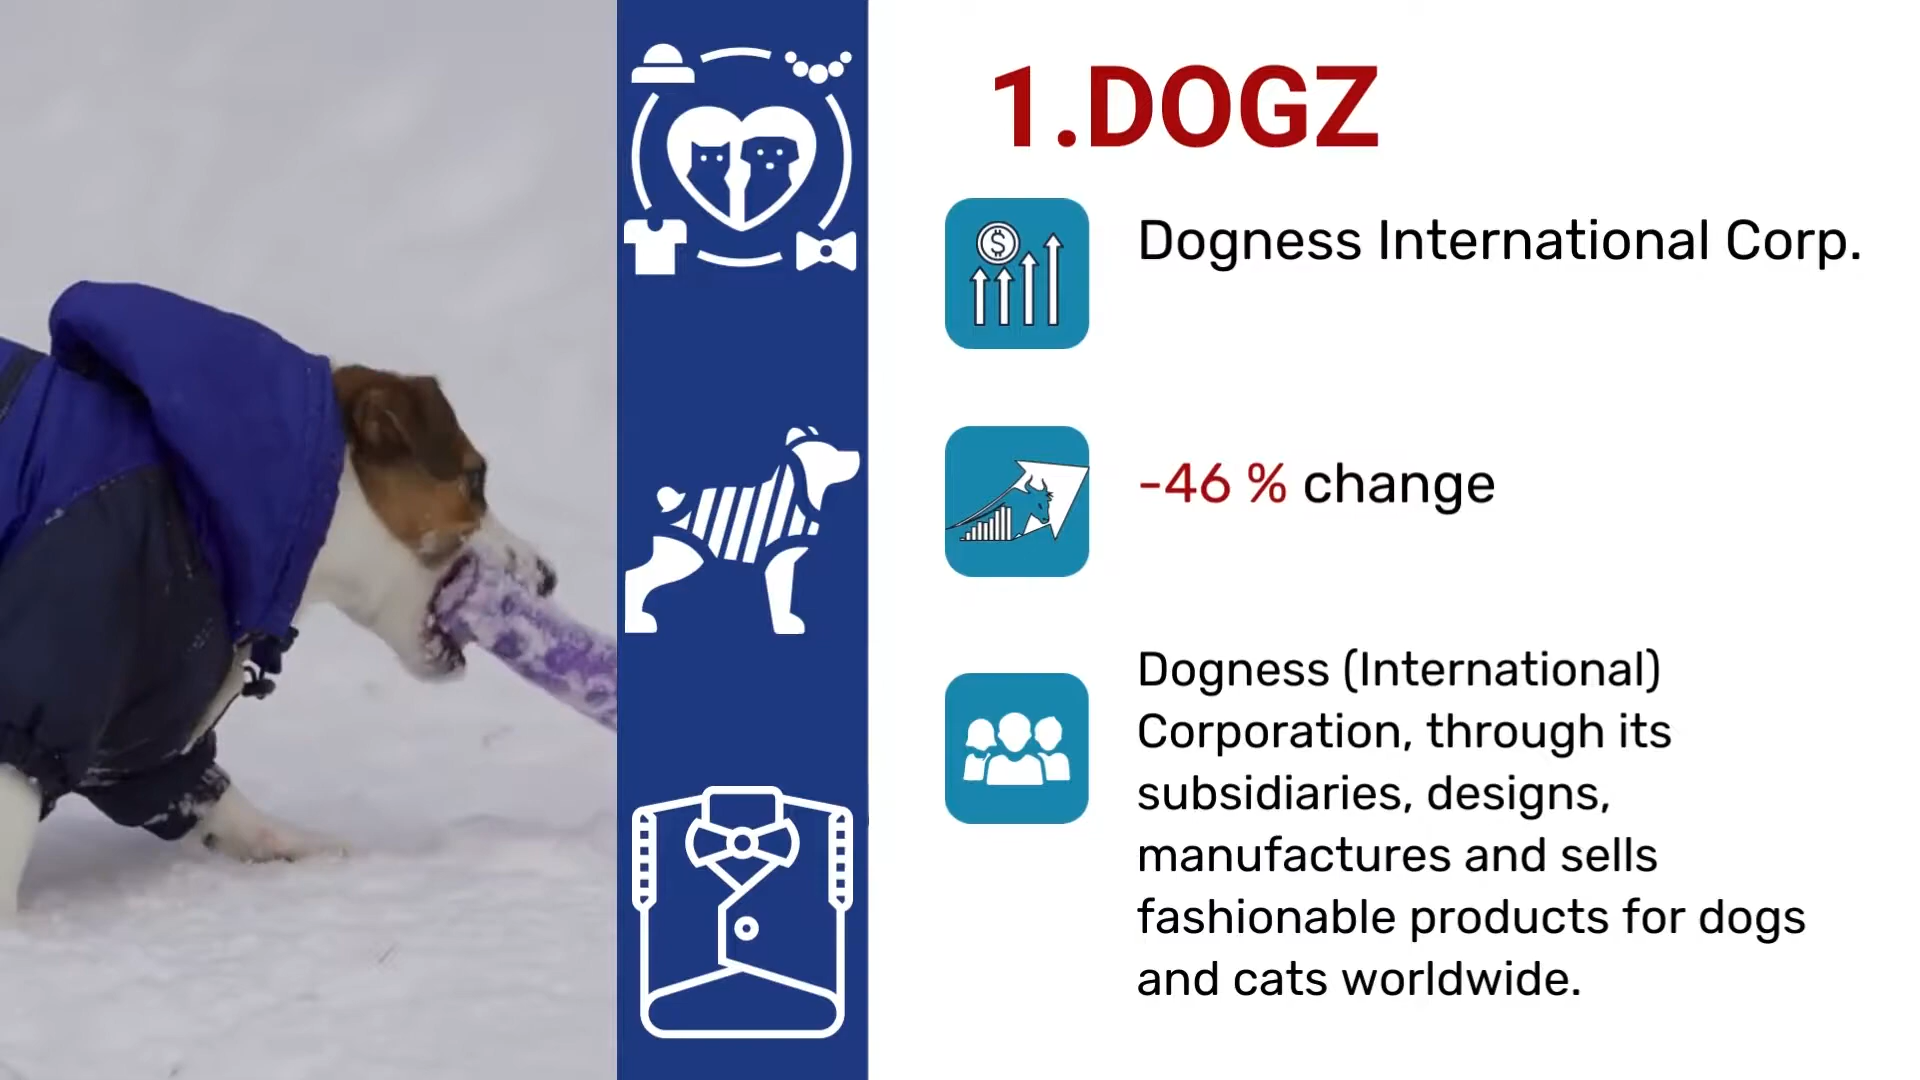 1.DOGZ
Dogness International Corp.
-46 % change
Dogness (International)
Corporation, through its
subsidiaries, designs,
manufactures and sells
fashionable products for dogs
and cats worldwide.